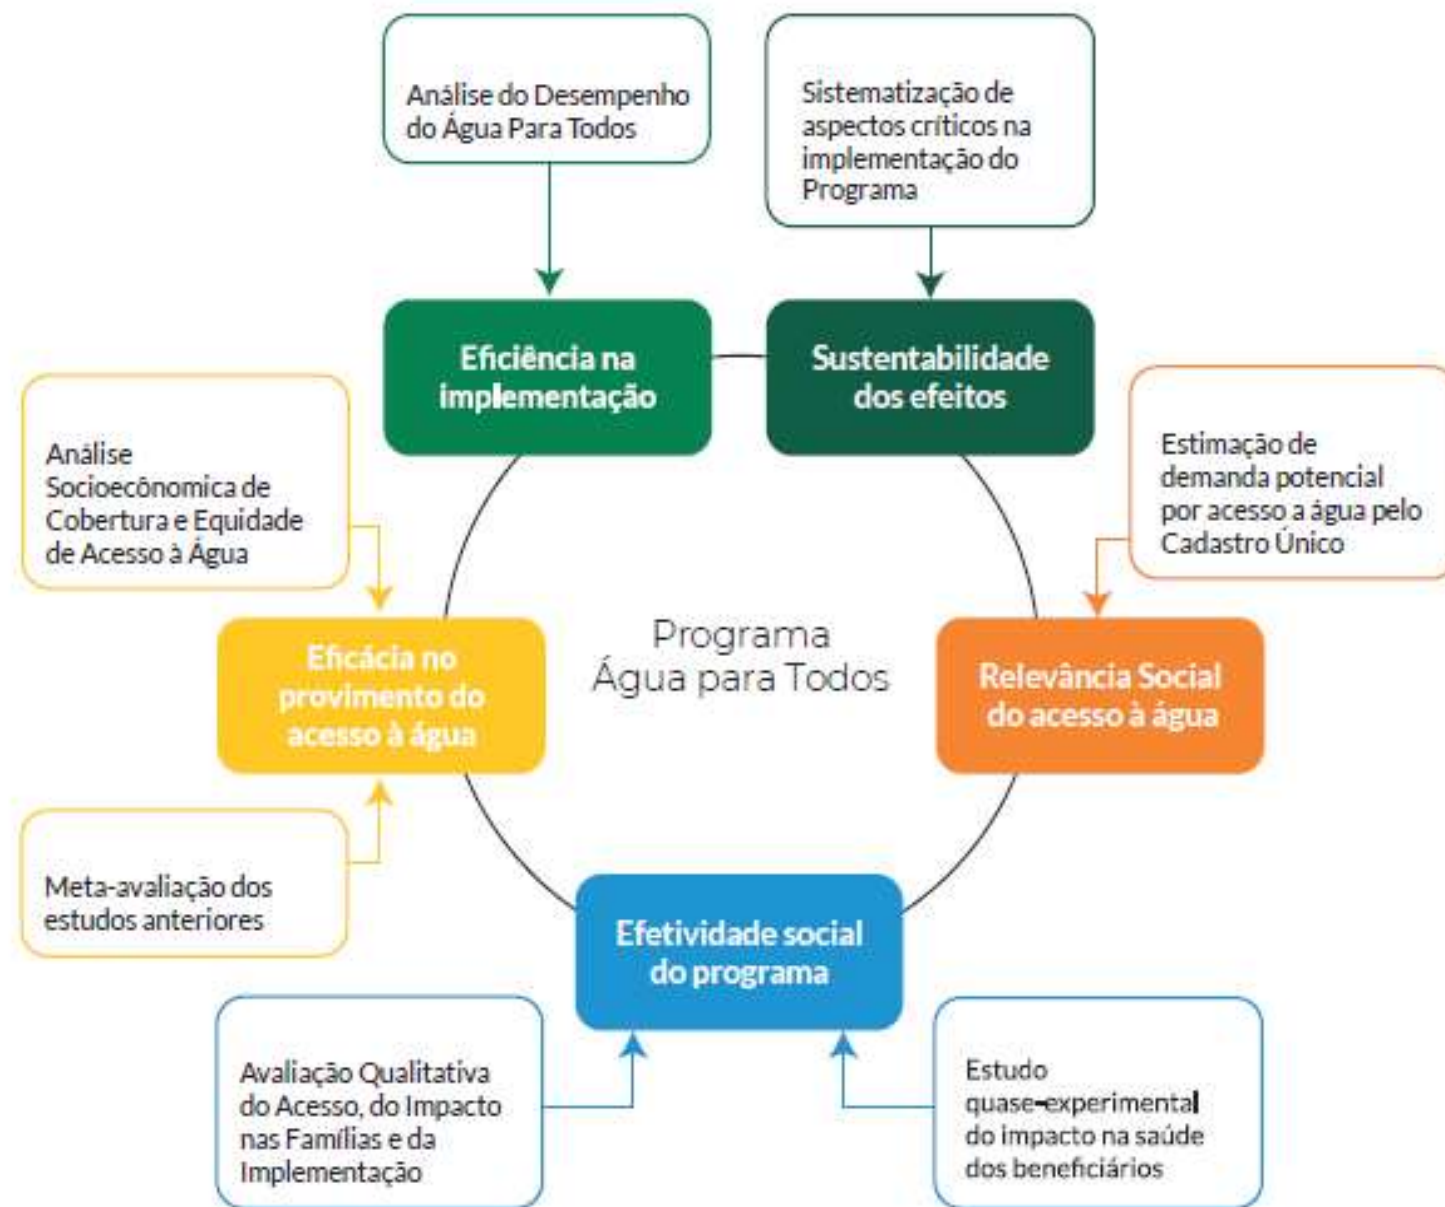 Análise do Desempenho
do Água Para Todos
Sistematização de
aspectos críticos na
implementação do
Programa
Eficiência na
implementação
Sustentabilidade
dos efeitos
Análise
Socioecônomica de
Cobertura e Equidade
de Acesso à Água
Estimação de
demanda potencial
por acesso a água pelo
Cadastro Único
Eficácia no
provimento do
acesso à água
Programa
Água para Todos
Relevância Social
do acesso à água
Meta-avaliação dos
estudos anteriores
Efetividade social
do programa
Avaliação Qualitativa
do Acesso, do Impacto
nas Famílias e da
Implementação
Estudo
quase-experimental
do impacto na saúde
dos beneficiários